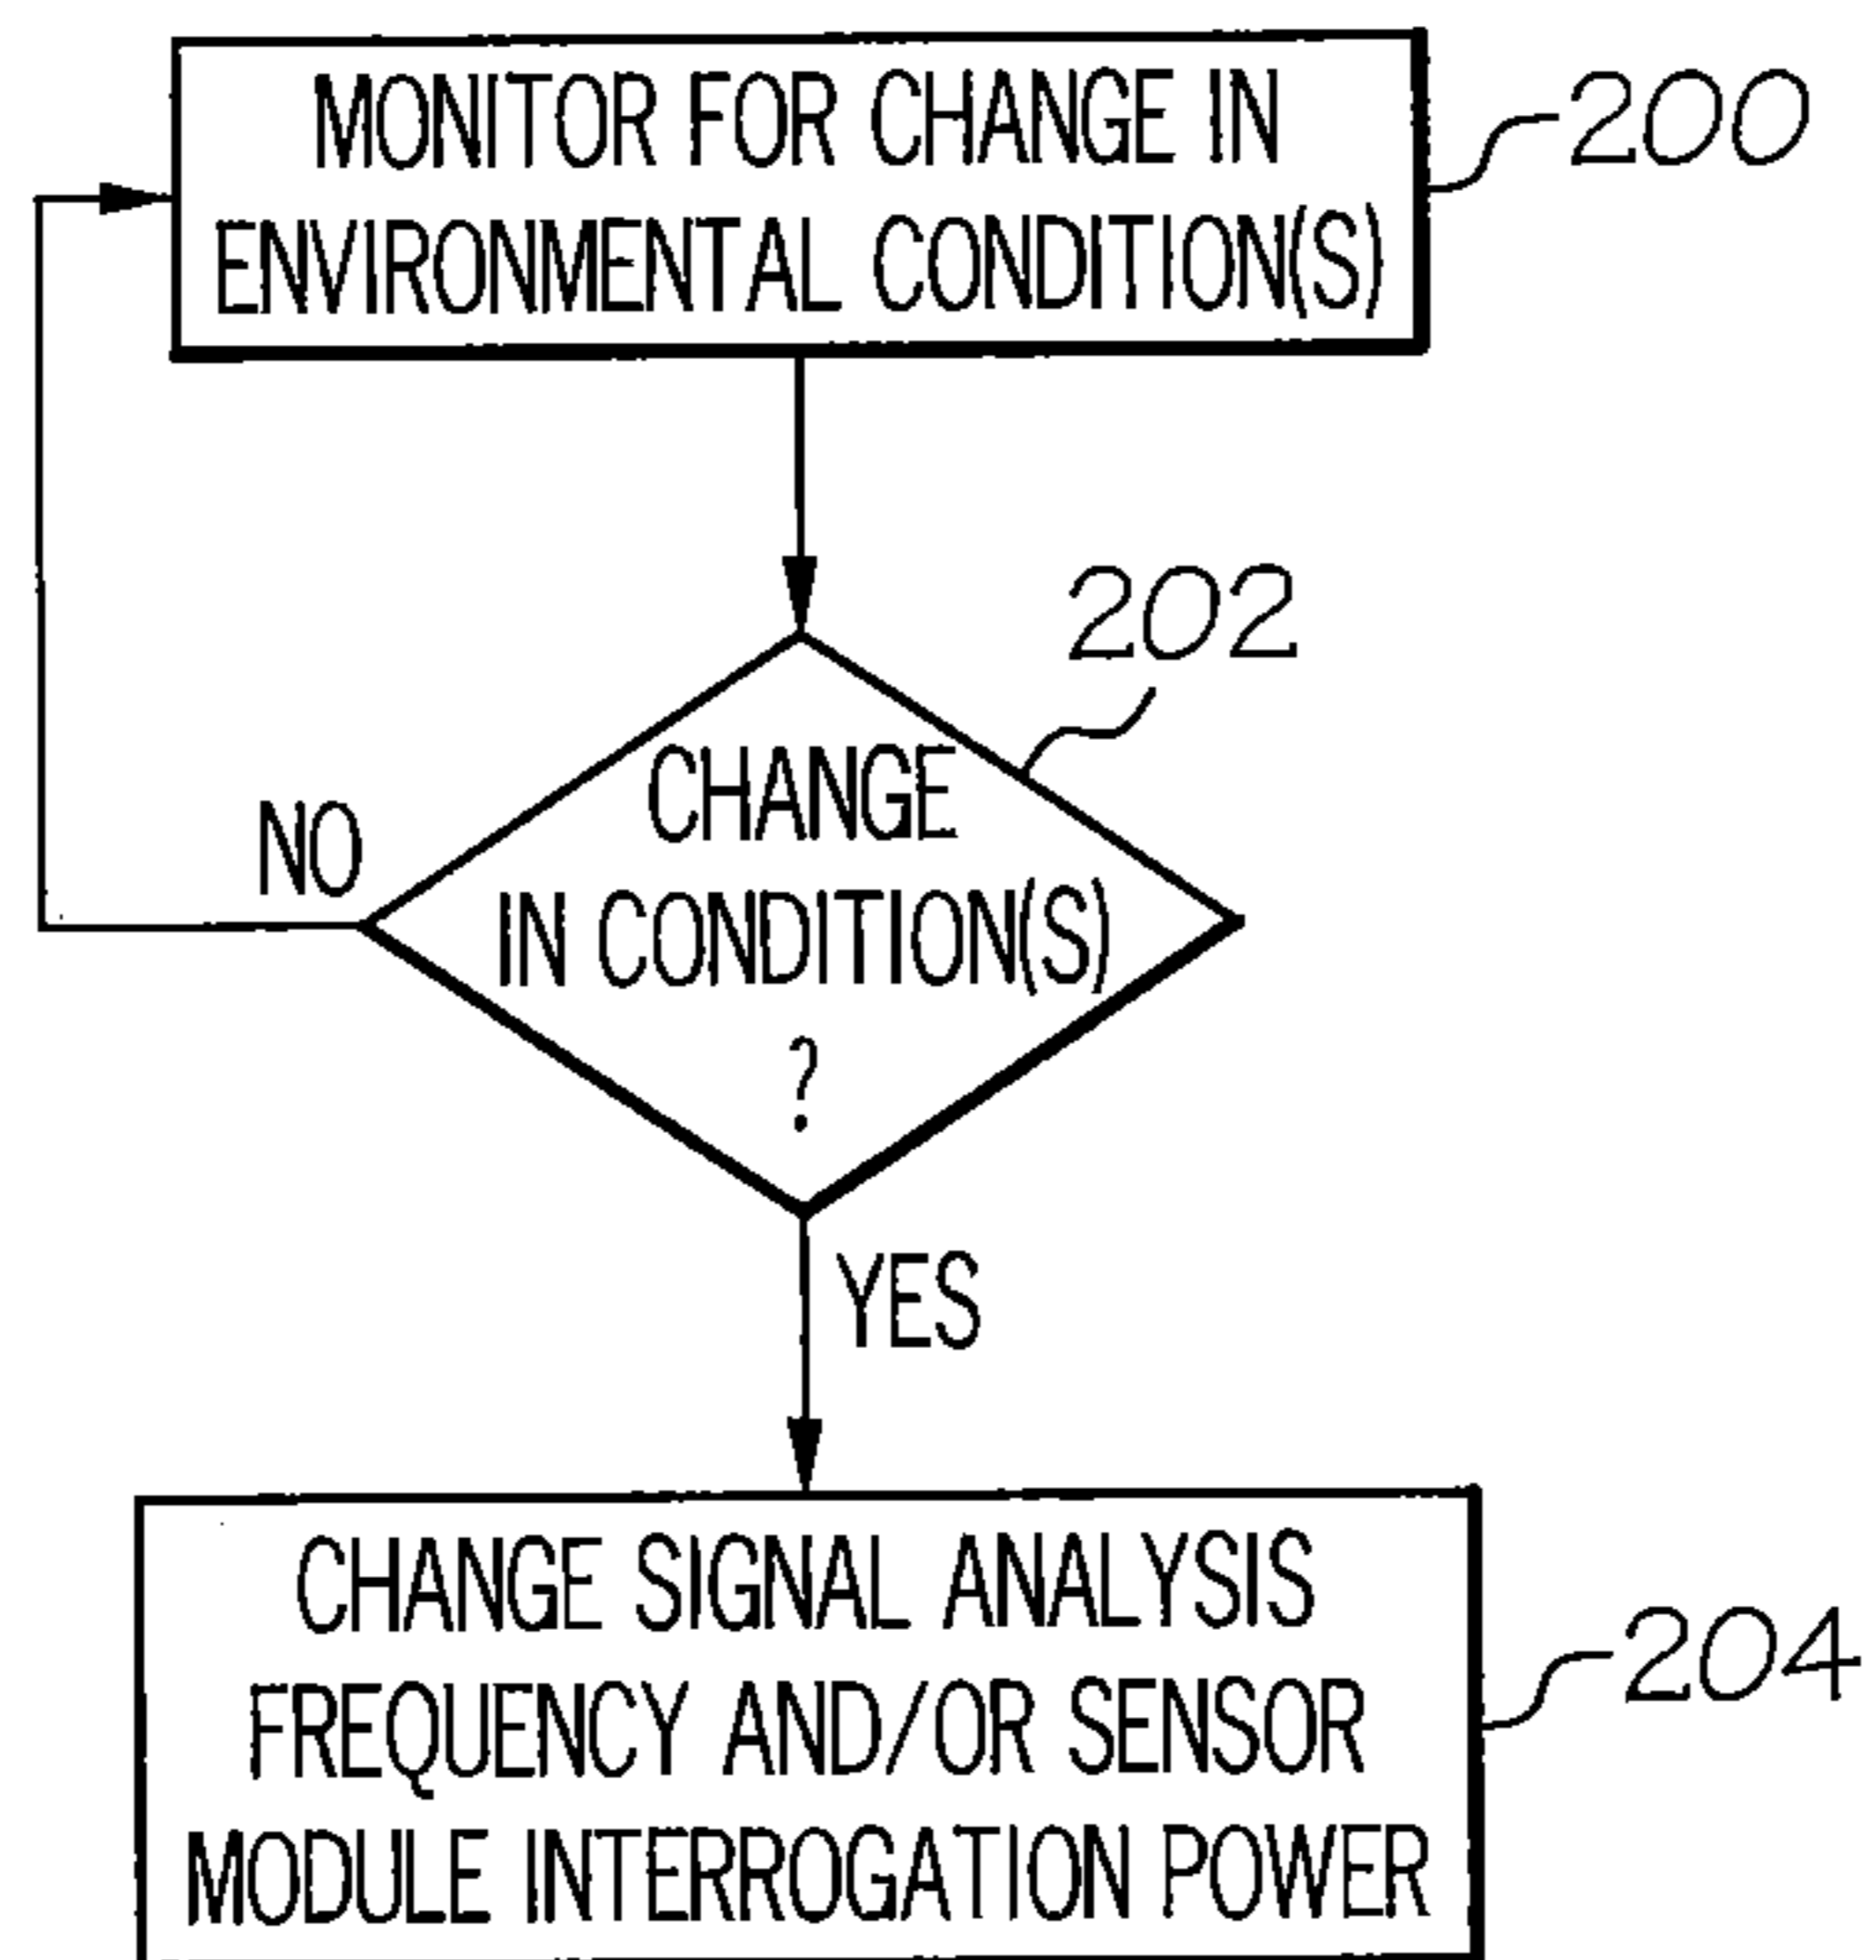 MONITOR FOR CHANGE IN
ENVIRONMENTAL CONDITION(S)
200
202
CHANGE
IN CONDITION(S)
?
NO
YES
CHANGE SIGNAL ANALYSIS
FREQUENCY AND/OR SENSOR
MODULE INTERROGATION POWER
204